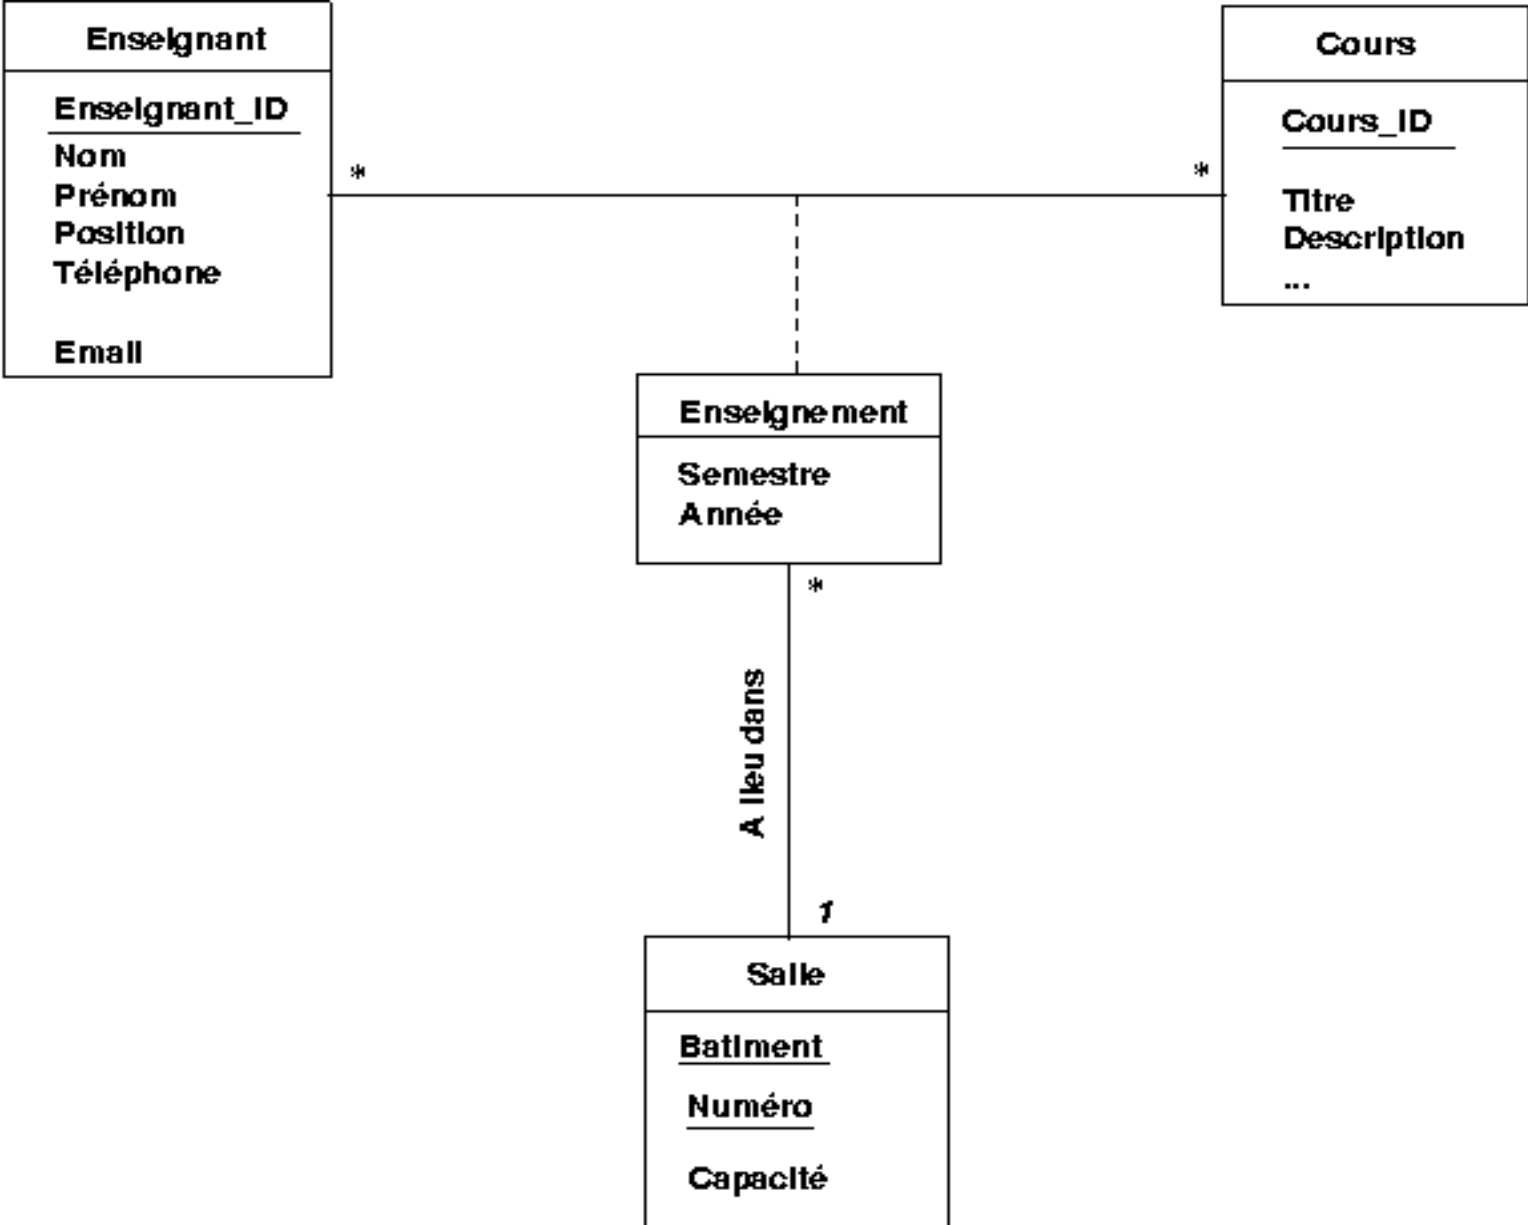 Enseignant
Enseignant_ID
Nom
Prénom
Position
Téléphone
Email
*
*
Cours
Cours_ID
Titre
Description
...
Enseignement
Semestre
Année
*
A lieu dans
1
Salle
Batiment
Numéro
Capacité